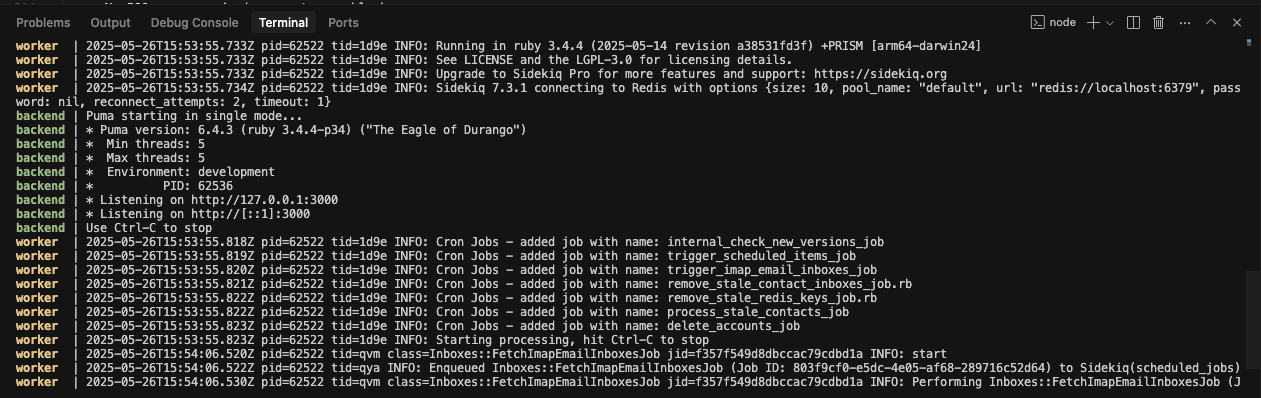 Problems Output Debug Console Terminal Ports node
worker | 2025-05-26T15:53:55.733Z pid=62522 tid=1d9e INFO: Running in ruby 3.4.4 (2025-05-14 revision a38531fd3f) +PRISM [arm64-darwin24]
worker | 2025-05-26T15:53:55.733Z pid=62522 tid=1d9e INFO: See LICENSE and the LGPL-3.0 for licensing details.
worker | 2025-05-26T15:53:55.733Z pid=62522 tid=1d9e INFO: Upgrade to Sidekiq Pro for more features and support: https://sidekiq.org
worker | 2025-05-26T15:53:55.734Z pid=62522 tid=1d9e INFO: Sidekiq 7.3.1 connecting to Redis with options {size: 10, pool_name: "default", url: "redis://localhost:6379", pass
word: nil, reconnect_attempts: 2, timeout: 1}
backend | Puma starting in single mode...
backend | * Puma version: 6.4.3 (ruby 3.4.4-p34) ("The Eagle of Durango")
backend | *  Min threads: 5
backend | *  Max threads: 5
backend | *  Environment: development
backend | *          PID: 62536
backend | * Listening on http://127.0.0.1:3000
backend | * Listening on http://[::1]:3000
backend | Use Ctrl-C to stop
worker | 2025-05-26T15:53:55.818Z pid=62522 tid=1d9e INFO: Cron Jobs - added job with name: internal_check_new_versions_job
worker | 2025-05-26T15:53:55.819Z pid=62522 tid=1d9e INFO: Cron Jobs - added job with name: trigger_scheduled_items_job
worker | 2025-05-26T15:53:55.820Z pid=62522 tid=1d9e INFO: Cron Jobs - added job with name: trigger_imap_email_inboxes_job
worker | 2025-05-26T15:53:55.821Z pid=62522 tid=1d9e INFO: Cron Jobs - added job with name: remove_stale_contact_inboxes_job.rb
worker | 2025-05-26T15:53:55.822Z pid=62522 tid=1d9e INFO: Cron Jobs - added job with name: remove_stale_redis_keys_job.rb
worker | 2025-05-26T15:53:55.822Z pid=62522 tid=1d9e INFO: Cron Jobs - added job with name: process_stale_contacts_job
worker | 2025-05-26T15:53:55.823Z pid=62522 tid=1d9e INFO: Cron Jobs - added job with name: delete_accounts_job
worker | 2025-05-26T15:53:55.823Z pid=62522 tid=1d9e INFO: Starting processing, hit Ctrl-C to stop
worker | 2025-05-26T15:54:06.520Z pid=62522 tid=qvm class=Inboxes::FetchImapEmailInboxesJob jid=f357f549d8dbccac79cdbd1a INFO: start
worker | 2025-05-26T15:54:06.522Z pid=62522 tid=qya INFO: Enqueued Inboxes::FetchImapEmailInboxesJob (Job ID: 803f9cf0-e5dc-4e05-af68-289716c52d64) to Sidekiq(scheduled_jobs)
worker | 2025-05-26T15:54:06.530Z pid=62522 tid=qvm class=Inboxes::FetchImapEmailInboxesJob jid=f357f549d8dbccac79cdbd1a INFO: Performing Inboxes::FetchImapEmailInboxesJob (J